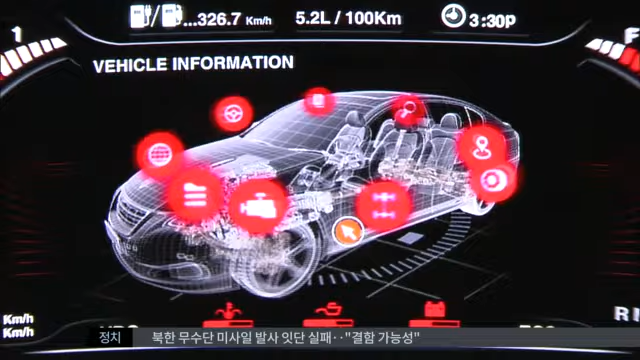 ...326.7 Km/h
5.2L / 100Km
3:30P
1
F
VEHICLE INFORMATION
Km/h
Km/h
정치
북한 무수단 미사일 발사 잇단 실패··"결함 가능성"